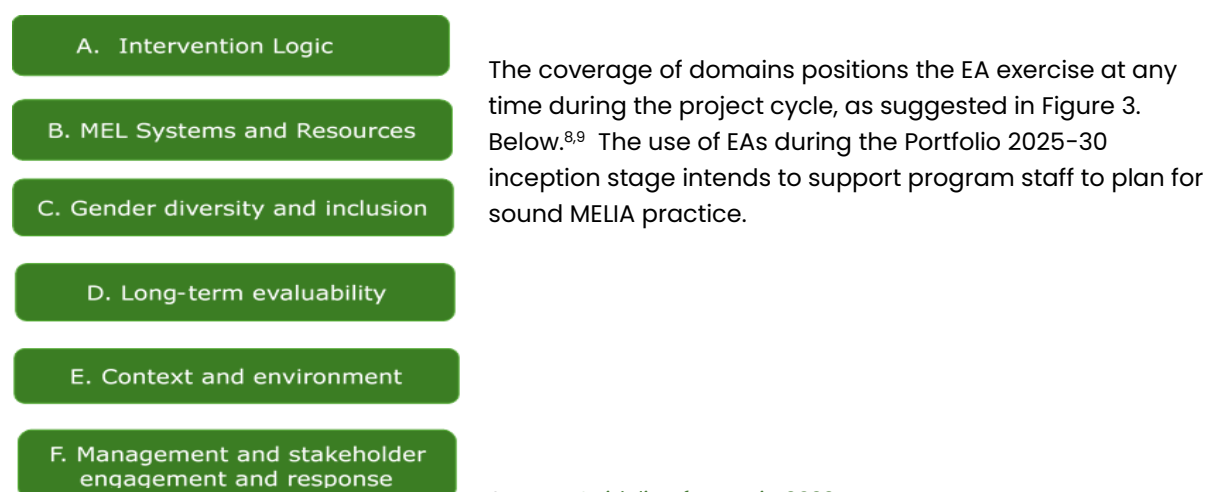 A. Intervention Logic
B. MEL Systems and Resources
C. Gender diversity and inclusion
D. Long-term evaluability
E. Context and environment
F. Management and stakeholder
engagement and response
The coverage of domains positions the EA exercise at any
time during the project cycle, as suggested in Figure 3.
Below.⁸,⁹ The use of EAs during the Portfolio 2025-30
inception stage intends to support program staff to plan for
sound MELIA practice.